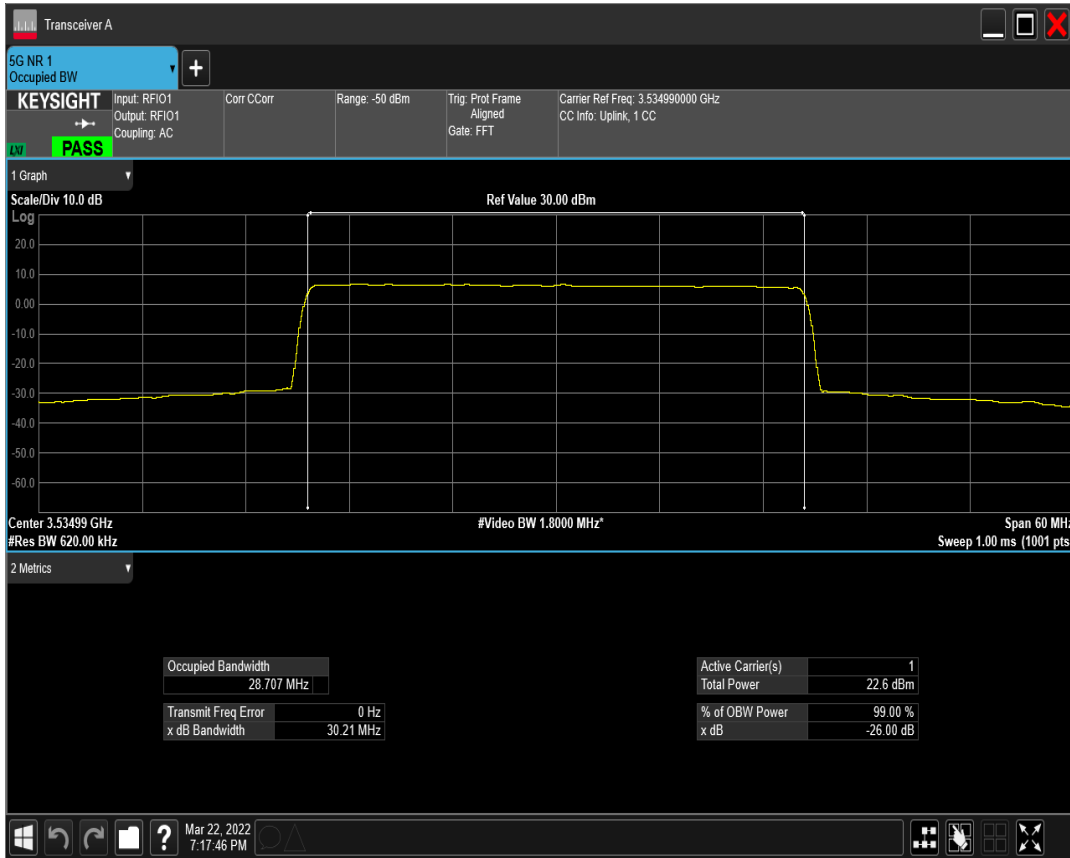 Transceiver A
5G NR 1
Occupied BW
+
KEYSIGHT
LXI
PASS
Input: RFIO1
Output: RFIO1
Coupling: AC
Corr CCorr
Range: -50 dBm
Trig: Prot Frame
Aligned
Gate: FFT
Carrier Ref Freq: 3.534990000 GHz
CC Info: Uplink, 1 CC
1 Graph
Scale/Div 10.0 dB
Ref Value 30.00 dBm
Log
20.0
10.0
0.00
-10.0
-20.0
-30.0
-40.0
-50.0
-60.0
Center 3.53499 GHz
#Video BW 1.8000 MHz*
Span 60 MHz
#Res BW 620.00 kHz
Sweep 1.00 ms (1001 pts
2 Metrics
Occupied Bandwidth
28.707 MHz
Transmit Freq Error 0 Hz
x dB Bandwidth 30.21 MHz
Active Carrier(s) 1
Total Power 22.6 dBm
% of OBW Power 99.00 %
x dB -26.00 dB
?
Mar 22, 2022
7:17:46 PM